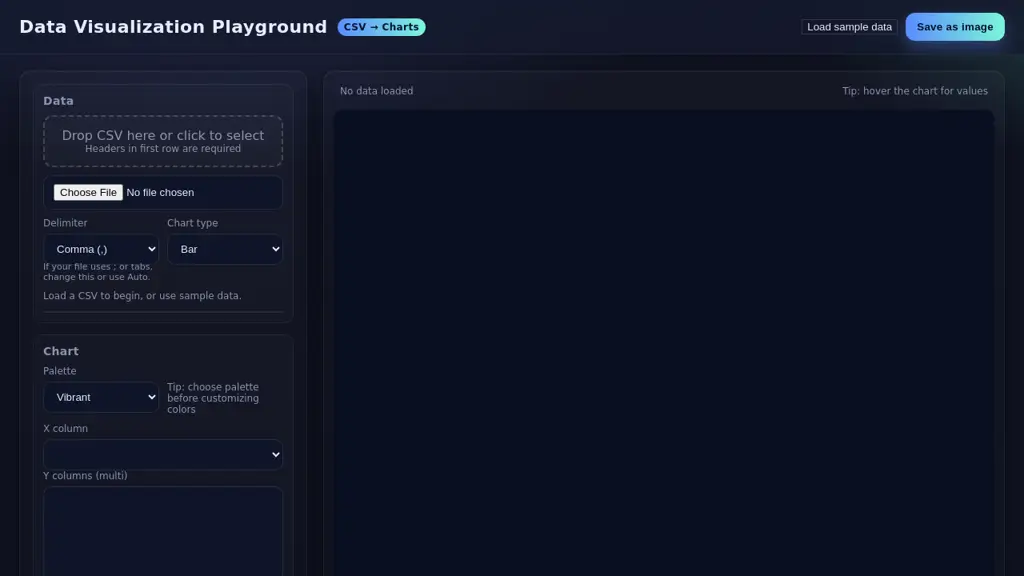 Data Visualization Playground
CSV → Charts
Load sample data
Save as image
Data
Drop CSV here or click to select
Headers in first row are required
Choose File No file chosen
Delimiter
Chart type
Comma (,)
Bar
If your file uses ; or tabs,
change this or use Auto.
Load a CSV to begin, or use sample data.
Chart
Palette
Vibrant
Tip: choose palette
before customizing
colors
X column
Y columns (multi)
No data loaded
Tip: hover the chart for values